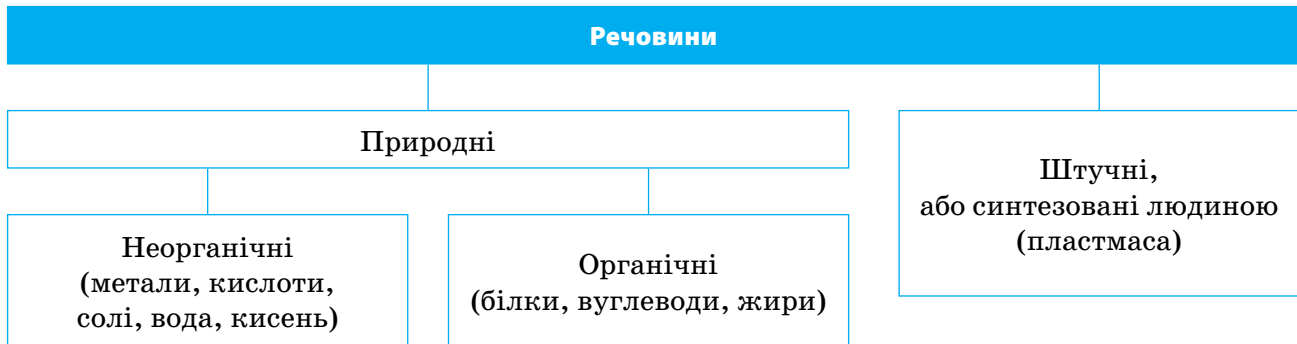 Речовини
Природні
Штучні,
або синтезовані людиною
(пластмаса)
Неорганічні
(метали, кислоти,
солі, вода, кисень)
Органічні
(білки, вуглеводи, жири)